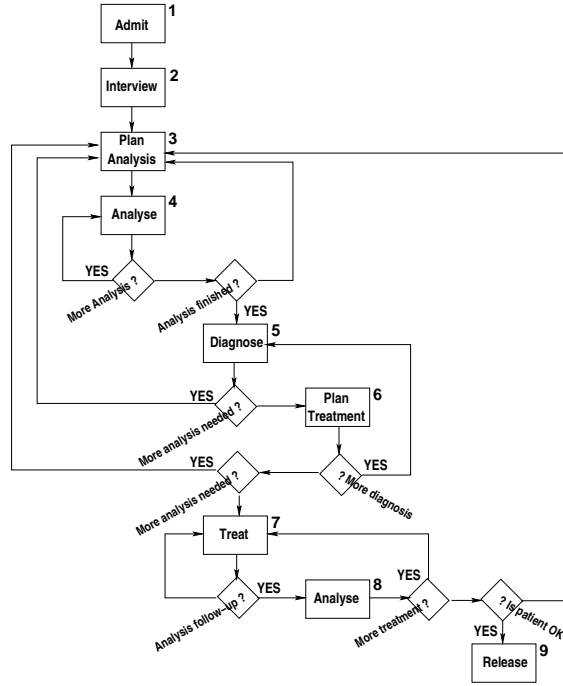 1
Admit
2
Interview
3
Plan
Analysis
4
Analyse
YES
More Analysis ?
Analysis finished ?
YES
5
Diagnose
6
Plan
Treatment
YES
More analysis needed ?
YES
? More diagnosis
YES
More analysis needed ?
7
Treat
YES
Analysis follow-up ?
8
Analyse
YES
More treatment ?
? Is patient OK
YES
9
Release